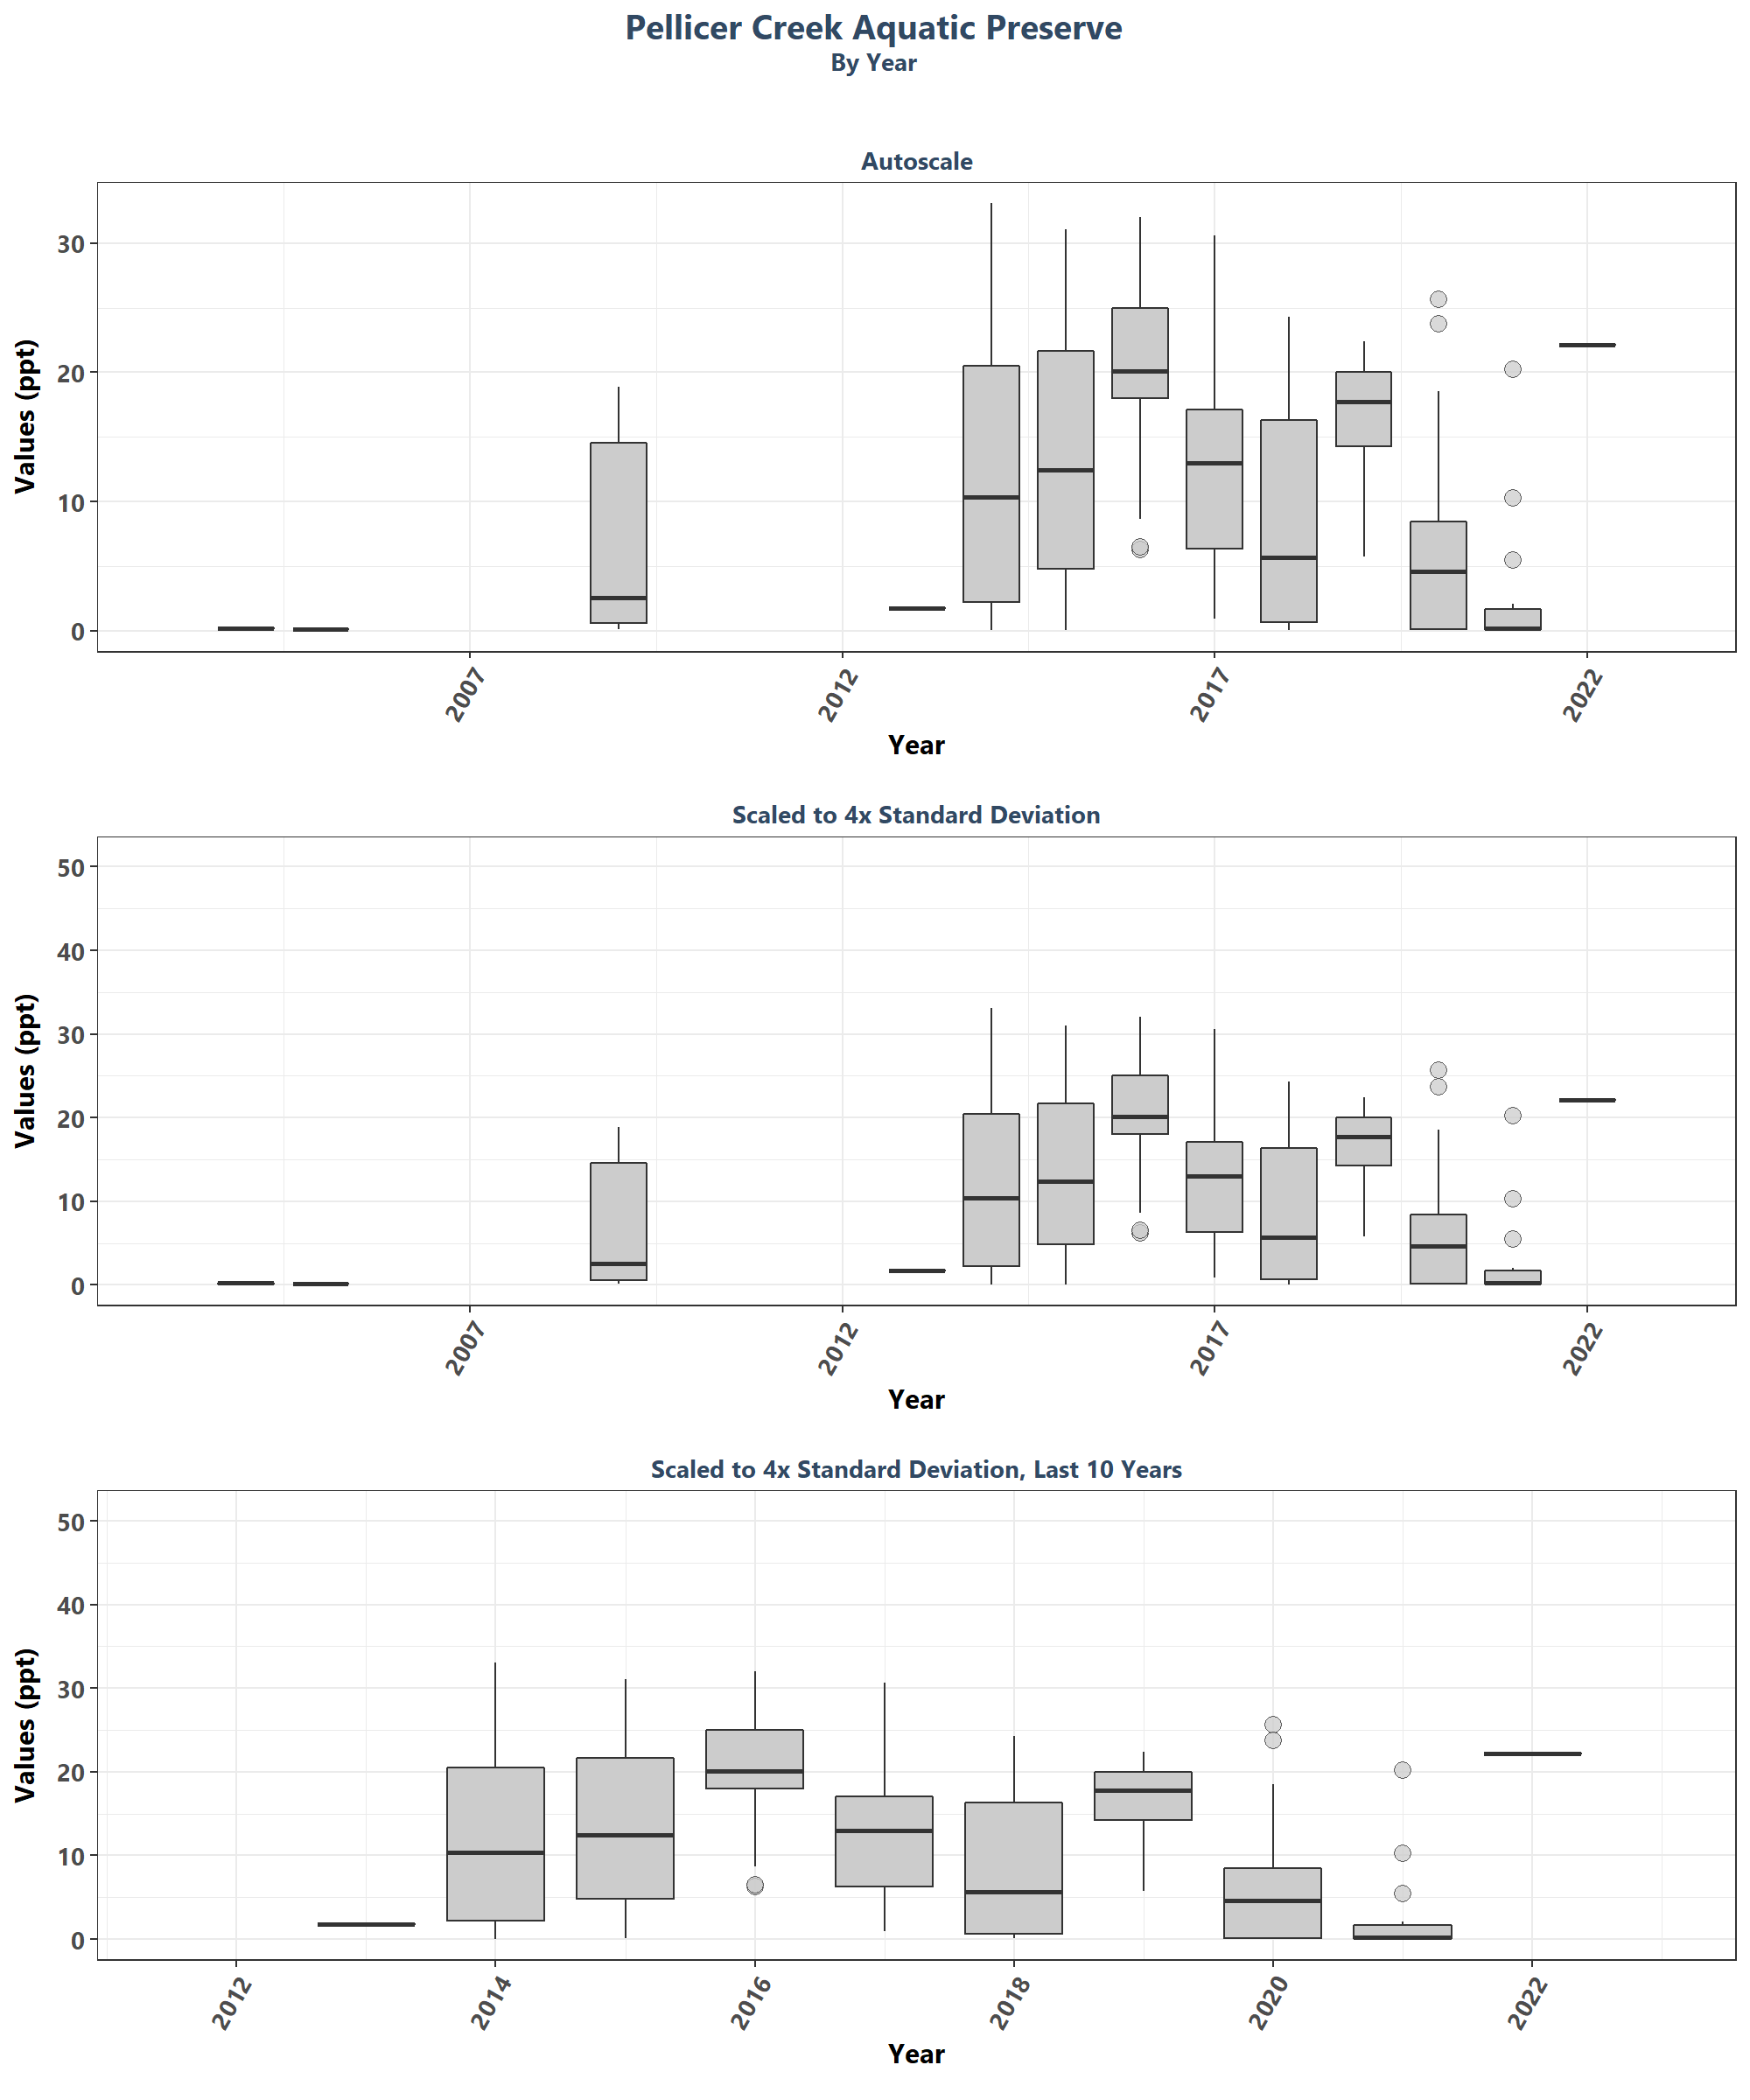 Pellicer Creek Aquatic Preserve
By Year
Autoscale
Values (ppt)
30
20
10
0
2007
2012
2017
2022
Year
Scaled to 4x Standard Deviation
Values (ppt)
50
40
30
20
10
0
2007
2012
2017
2022
Year
Scaled to 4x Standard Deviation, Last 10 Years
Values (ppt)
50
40
30
20
10
0
2012
2014
2016
2018
2020
2022
Year